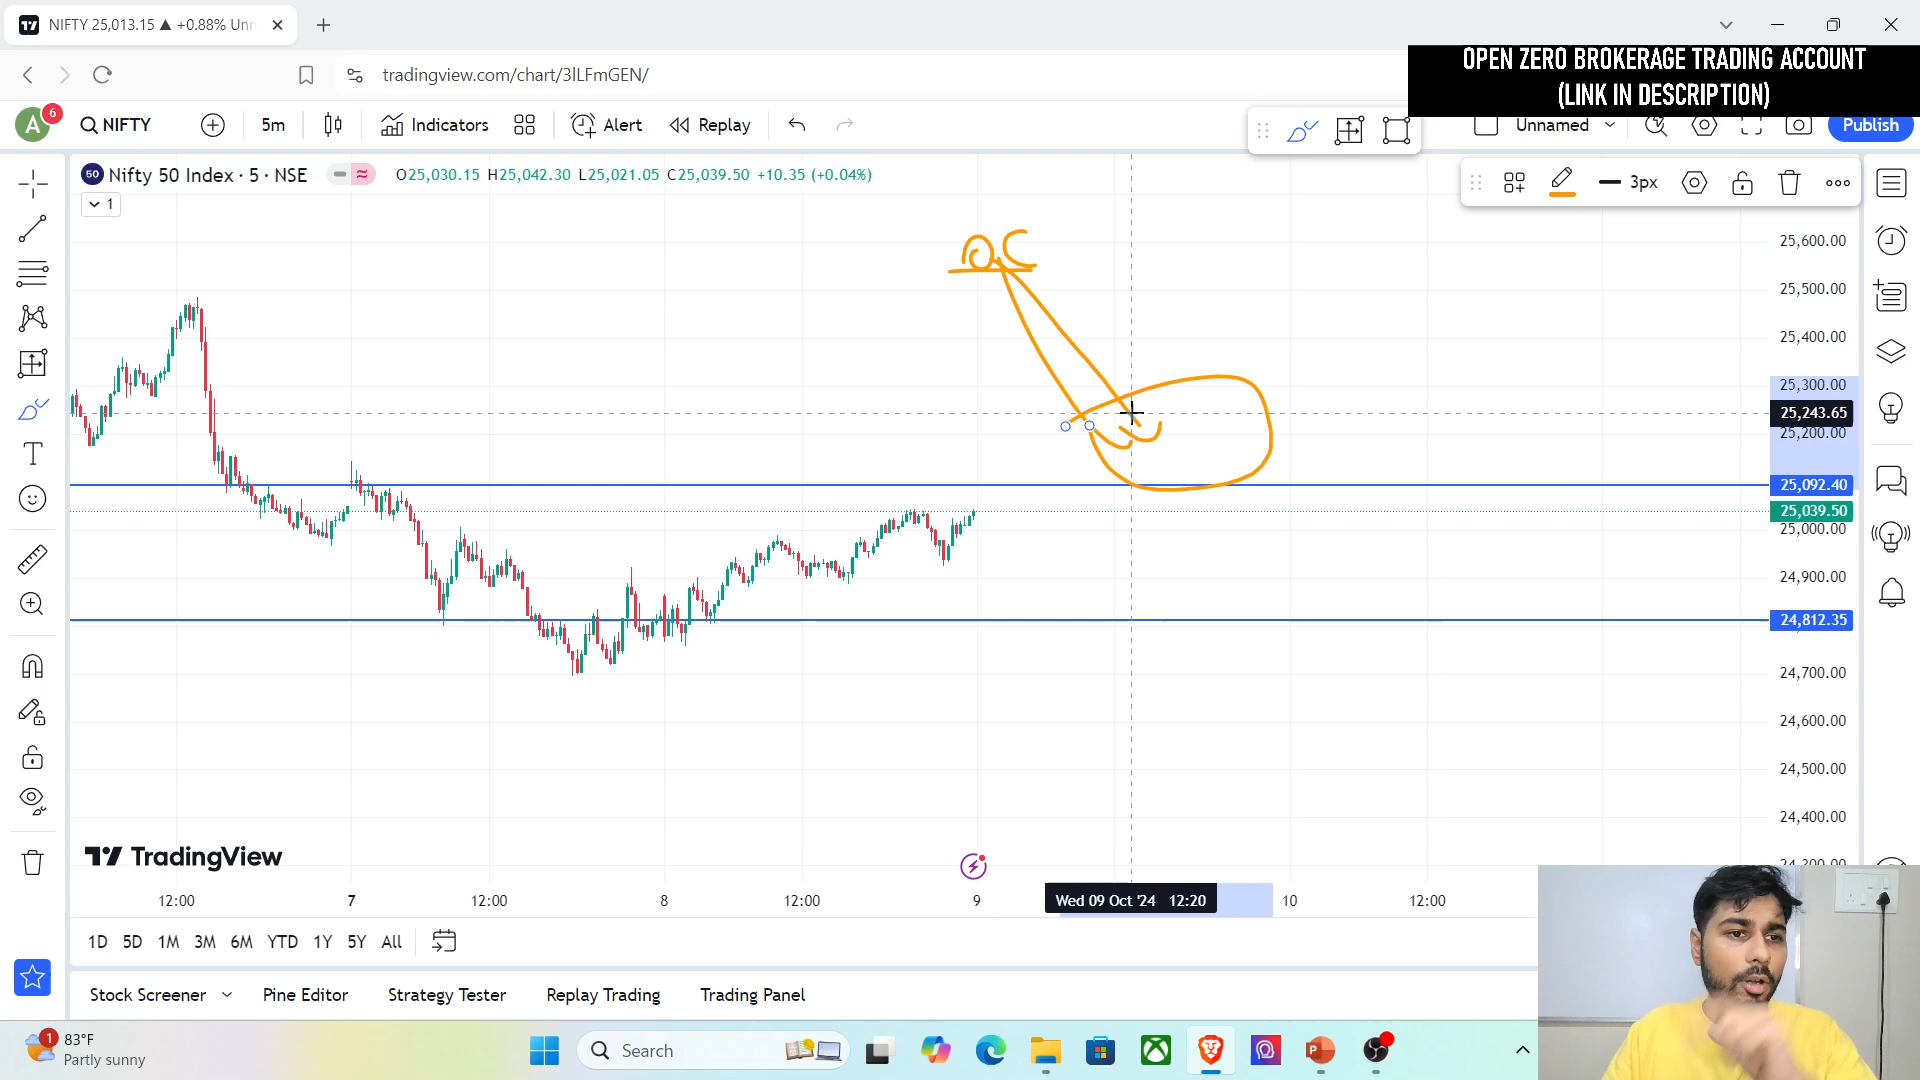 NIFTY 25,013.15 ▲ +0.88% Unn
tradingview.com/chart/3lLFmGEN/
OPEN ZERO BROKERAGE TRADING ACCOUNT
(LINK IN DESCRIPTION)
A
6
NIFTY
5m
Indicators
Alert
Replay
Unnamed
Publish
50
Nifty 50 Index · 5 · NSE
O25,030.15 H25,042.30 L25,021.05 C25,039.50 +10.35 (+0.04%)
1
3px
OC
25,600.00
25,500.00
25,400.00
25,300.00
25,243.65
25,200.00
25,092.40
25,039.50
25,000.00
24,900.00
24,812.35
24,700.00
24,600.00
24,500.00
24,400.00
24,300.00
TradingView
12:00
7
12:00
8
12:00
9
Wed 09 Oct '24 12:20
10
12:00
1D 5D 1M 3M 6M YTD 1Y 5Y All
Stock Screener
Pine Editor
Strategy Tester
Replay Trading
Trading Panel
1
83°F
Partly sunny
Search